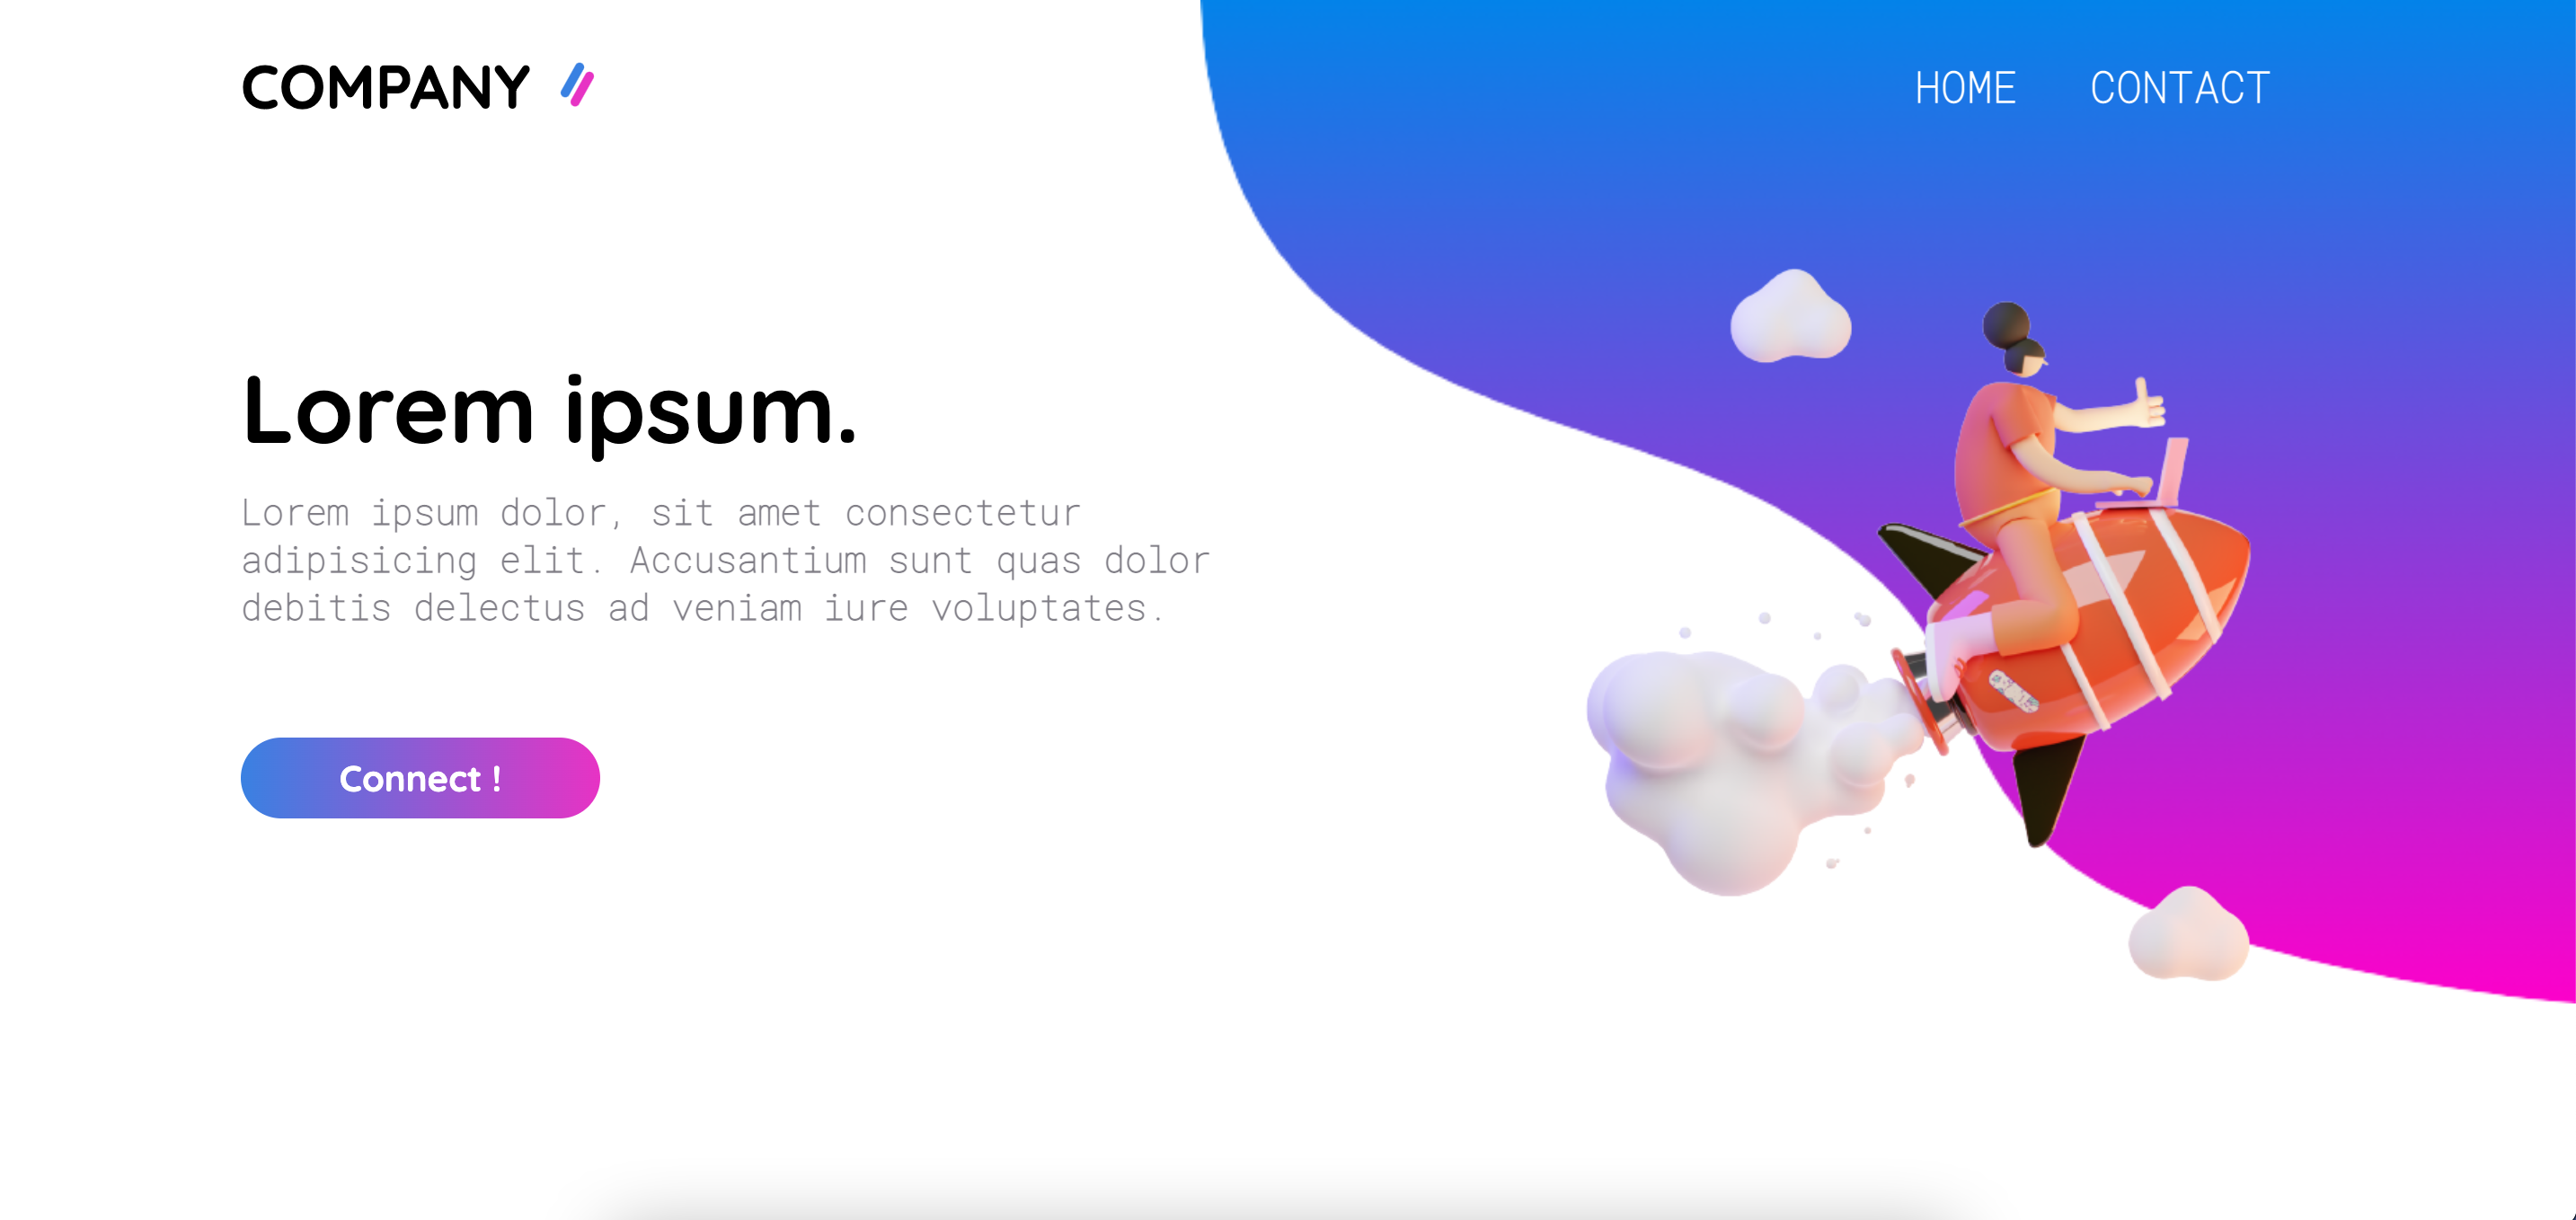 COMPANY
HOME CONTACT
Lorem ipsum.
Lorem ipsum dolor, sit amet consectetur
adipisicing elit. Accusantium sunt quas dolor
debitis delectus ad veniam iure voluptates.
Connect !